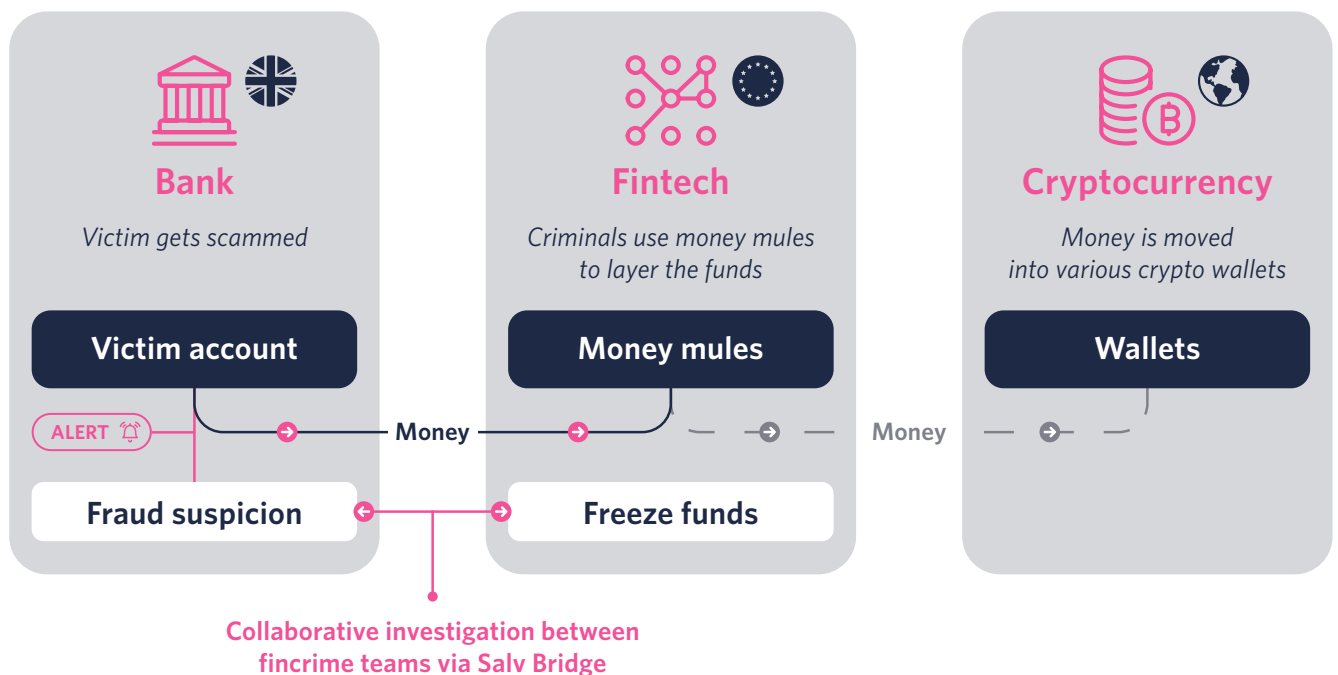 Bank
Victim gets scammed
Victim account
ALERT
Money
Fraud suspicion
Fintech
Criminals use money mules
to layer the funds
Money mules
Freeze funds
Money
Cryptocurrency
Money is moved
into various crypto wallets
Wallets
Collaborative investigation between
fincrime teams via Salv Bridge